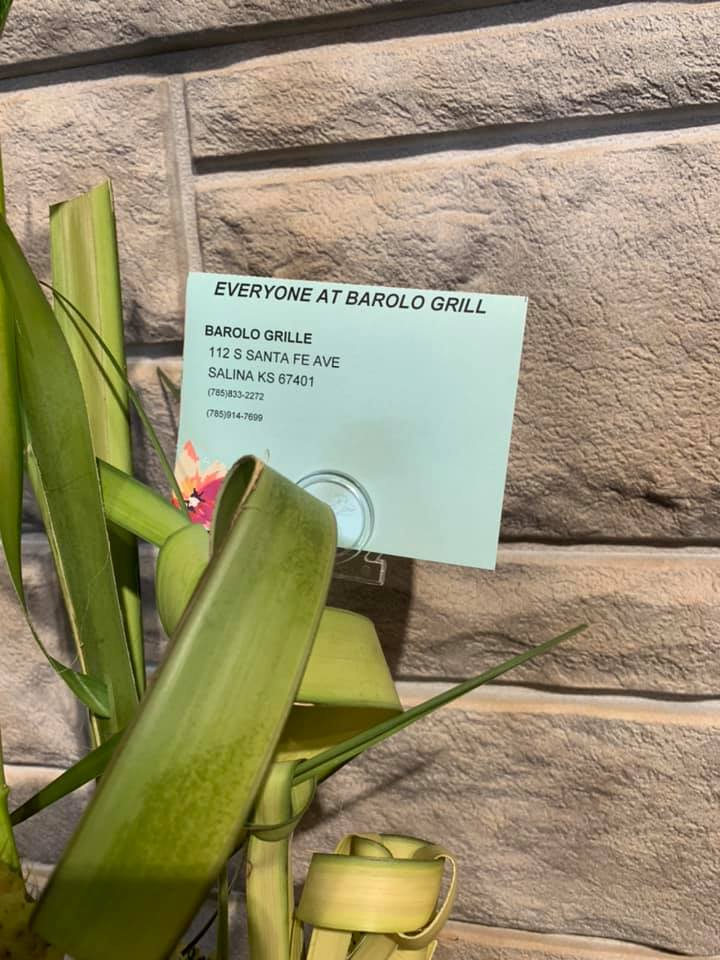 EVERYONE AT BAROLO GRILL
BAROLO GRILLE
112 S SANTA FE AVE
SALINA KS 67401
(785)833-2272
(785)914-7699